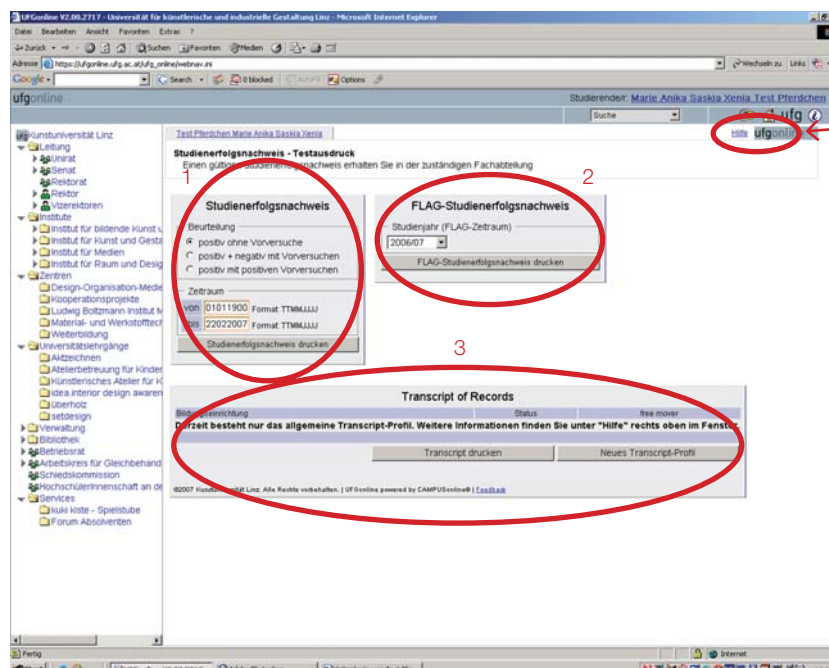 UFGonline V2.00.2717 - Universität für künstlerische und industrielle Gestaltung Linz - Microsoft Internet Explorer
Datei Bearbeiten Ansicht Favoriten Extras ?
Zurück Suchen Favoriten Medien
Adresse https://ufgonline.ufg.ac.at/ufg_online/webnav.ini Wechseln zu Links
Google Search 0 blocked Options
ufgonline Studierende/r: Marie Anika Saskia Xenia Test Pferdchen
Suche ufg
Hilfe ufgonline
Test Pferdchen Marie Anika Saskia Xenia
Studienerfolgsnachweis - Testausdruck
Einen gültigen Studienerfolgsnachweis erhalten Sie in der zuständigen Fachabteilung
Kunstuniversität Linz
Leitung
Unirat
Senat
Rektorat
Rektor
Vizerektoren
Institute
Institut für bildende Kunst u
Institut für Kunst und Gesta
Institut für Medien
Institut für Raum und Desig
Zentren
Design-Organisation-Medie
Kooperationsprojekte
Ludwig Boltzmann Institut M
Material- und Werkstofftecr
Weiterbildung
Universitätslehrgänge
Aktzeichnen
Atelierbetreuung für Kinder
Künstlerisches Atelier für K
idea.interior design awaren
überholz
setdesign
Verwaltung
Bibliothek
Betriebsrat
Arbeitskreis für Gleichbehand
Schiedskommission
HochschülerInnenschaft an de
Services
kuki kiste - Spielstube
Forum Absolventen
1
Studienerfolgsnachweis
Beurteilung
positiv ohne Vorversuche
positiv + negativ mit Vorversuchen
positiv mit positiven Vorversuchen
Zeitraum
von 01011900 Format TTMMJJJJ
bis 22022007 Format TTMMJJJJ
Studienerfolgsnachweis drucken
2
FLAG-Studienerfolgsnachweis
Studienjahr (FLAG-Zeitraum)
2006/07
FLAG-Studienerfolgsnachweis drucken
3
Transcript of Records
Bildungseinrichtung Status free mover
Derzeit besteht nur das allgemeine Transcript-Profil. Weitere Informationen finden Sie unter "Hilfe" rechts oben im Fenster.
Transcript drucken Neues Transcript-Profil
©2007 Kunstuniversität Linz. Alle Rechte vorbehalten. | UFGonline powered by CAMPUSonline® | Feedback
Fertig Internet